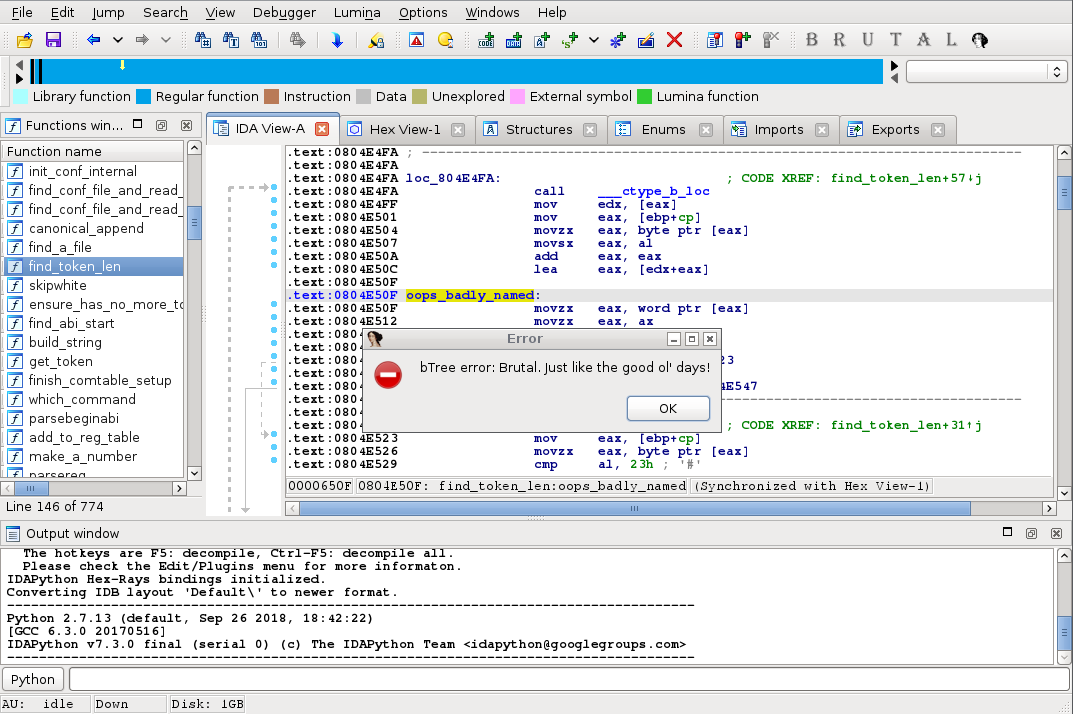 File Edit Jump Search View Debugger Lumina Options Windows Help
B R U T A L
Library function Regular function Instruction Data Unexplored External symbol Lumina function
Functions win...
IDA View-A Hex View-1 Structures Enums Imports Exports
Function name
init_conf_internal
find_conf_file_and_read_
find_conf_file_and_read_
canonical_append
find_a_file
find_token_len
skipwhite
ensure_has_no_more_to
find_abi_start
build_string
get_token
finish_comtable_setup
which_command
parsebeginabi
add_to_reg_table
make_a_number
parsereg
Line 146 of 774
.text:0804E4FA ; ---------------------------------------------------------------------------
.text:0804E4FA
.text:0804E4FA loc_804E4FA: ; CODE XREF: find_token_len+57↓j
.text:0804E4FA call ___ctype_b_loc
.text:0804E4FF mov edx, [eax]
.text:0804E501 mov eax, [ebp+cp]
.text:0804E504 movzx eax, byte ptr [eax]
.text:0804E507 movsx eax, al
.text:0804E50A add eax, eax
.text:0804E50C lea eax, [edx+eax]
.text:0804E50F
.text:0804E50F oops_badly_named:
.text:0804E50F movzx eax, word ptr [eax]
.text:0804E512 movzx eax, ax
.text:0
.text:0
.text:0 23
.text:0
.text:0 4E547
.text:0
.text:0
.text:0 ; CODE XREF: find_token_len+31↑j
.text:0804E523 mov eax, [ebp+cp]
.text:0804E526 movzx eax, byte ptr [eax]
.text:0804E529 cmp al, 23h ; '#'
Error
bTree error: Brutal. Just like the good ol' days!
OK
0000650F 0804E50F: find_token_len:oops_badly_named (Synchronized with Hex View-1)
Output window
The hotkeys are F5: decompile, Ctrl-F5: decompile all.
Please check the Edit/Plugins menu for more informaton.
IDAPython Hex-Rays bindings initialized.
Converting IDB layout 'Default\' to newer format.
---------------------------------------------------------------------------------------------
Python 2.7.13 (default, Sep 26 2018, 18:42:22)
[GCC 6.3.0 20170516]
IDAPython v7.3.0 final (serial 0) (c) The IDAPython Team <idapython@googlegroups.com>
---------------------------------------------------------------------------------------------
Python
AU: idle Down Disk: 1GB